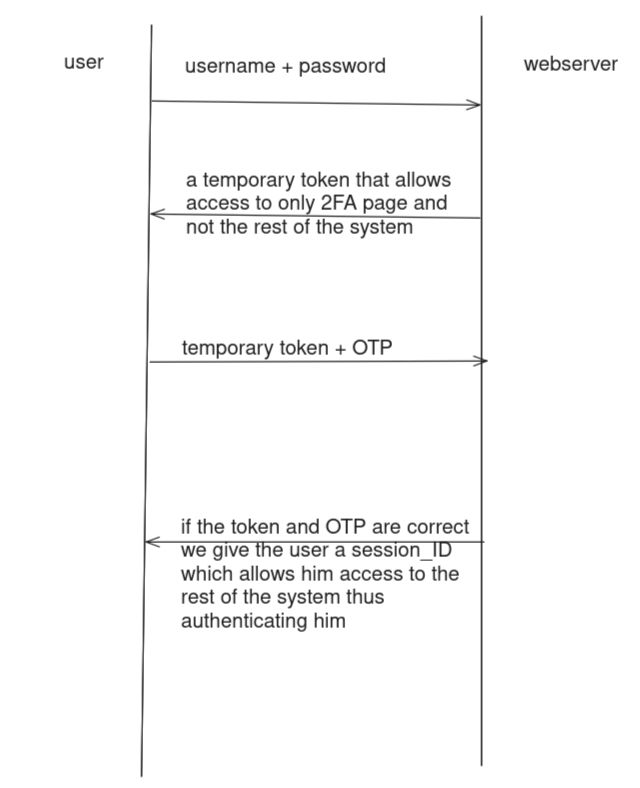 user
username + password
webserver
a temporary token that allows
access to only 2FA page and
not the rest of the system
temporary token + OTP
if the token and OTP are correct
we give the user a session_ID
which allows him access to the
rest of the system thus
authenticating him